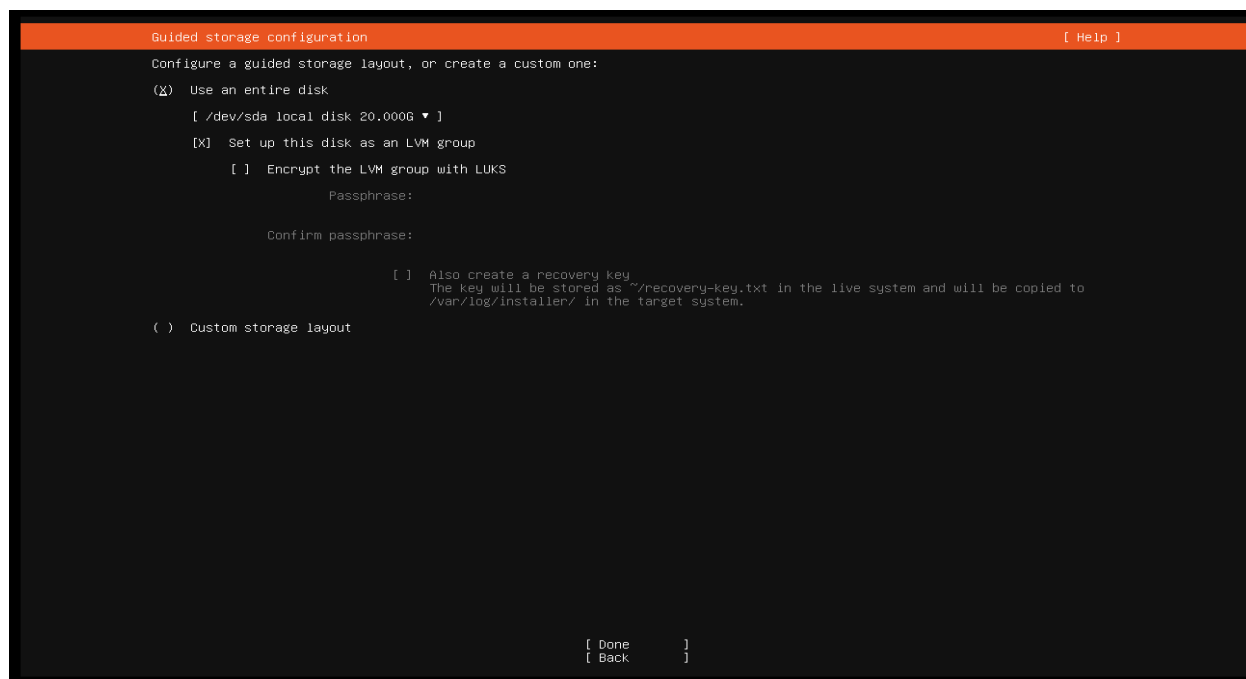 Guided storage configuration [ Help ]
Configure a guided storage layout, or create a custom one:
(X) Use an entire disk
[ /dev/sda local disk 20.000G ▾ ]
[X] Set up this disk as an LVM group
[ ] Encrypt the LVM group with LUKS
Passphrase:
Confirm passphrase:
[ ] Also create a recovery key
The key will be stored as ~/recovery-key.txt in the live system and will be copied to
/var/log/installer/ in the target system.
( ) Custom storage layout
[ Done ]
[ Back ]